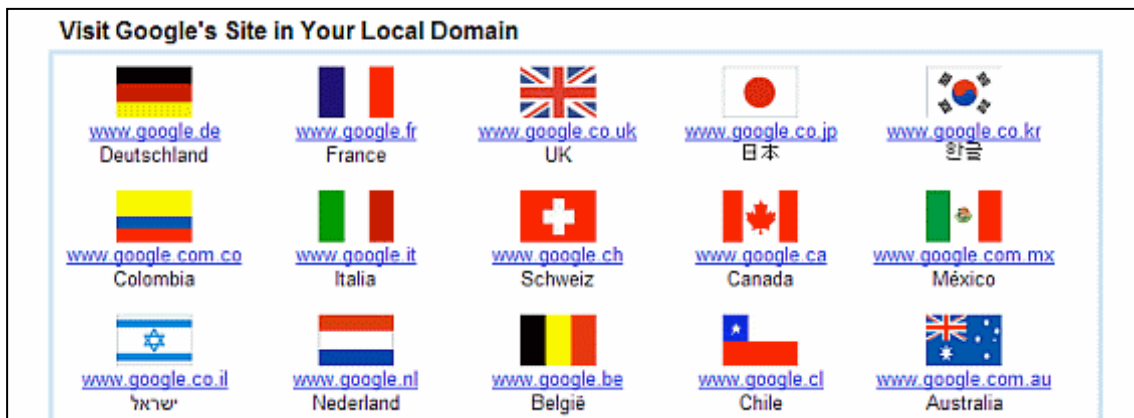 Visit Google's Site in Your Local Domain
www.google.de www.google.fr www.google.co.uk www.google.co.jp www.google.co.kr
Deutschland France UK 日本 한글
www.google.com.co www.google.it www.google.ch www.google.ca www.google.com.mx
Colombia Italia Schweiz Canada México
www.google.co.il www.google.nl www.google.be www.google.cl www.google.com.au
ישראל Nederland België Chile Australia